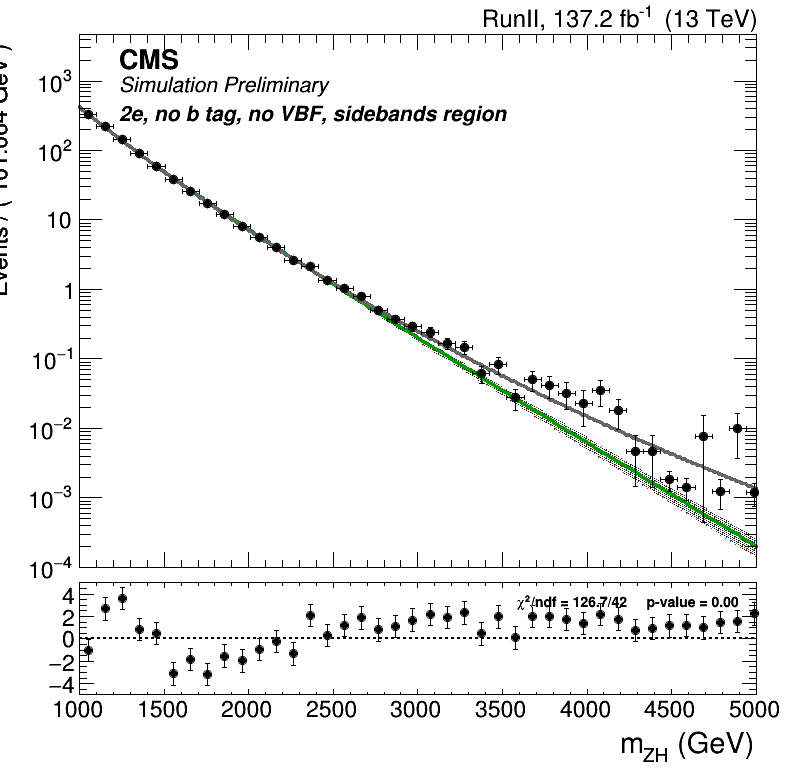 RunII, 137.2 fb⁻¹ (13 TeV)
CMS
Simulation Preliminary
2e, no b tag, no VBF, sidebands region
10³
10²
10
1
10⁻¹
10⁻²
10⁻³
10⁻⁴
Events / (
χ²/ndf = 126.7/42 p-value = 0.00
4
2
0
−2
−4
1000 1500 2000 2500 3000 3500 4000 4500 5000
m_ZH (GeV)